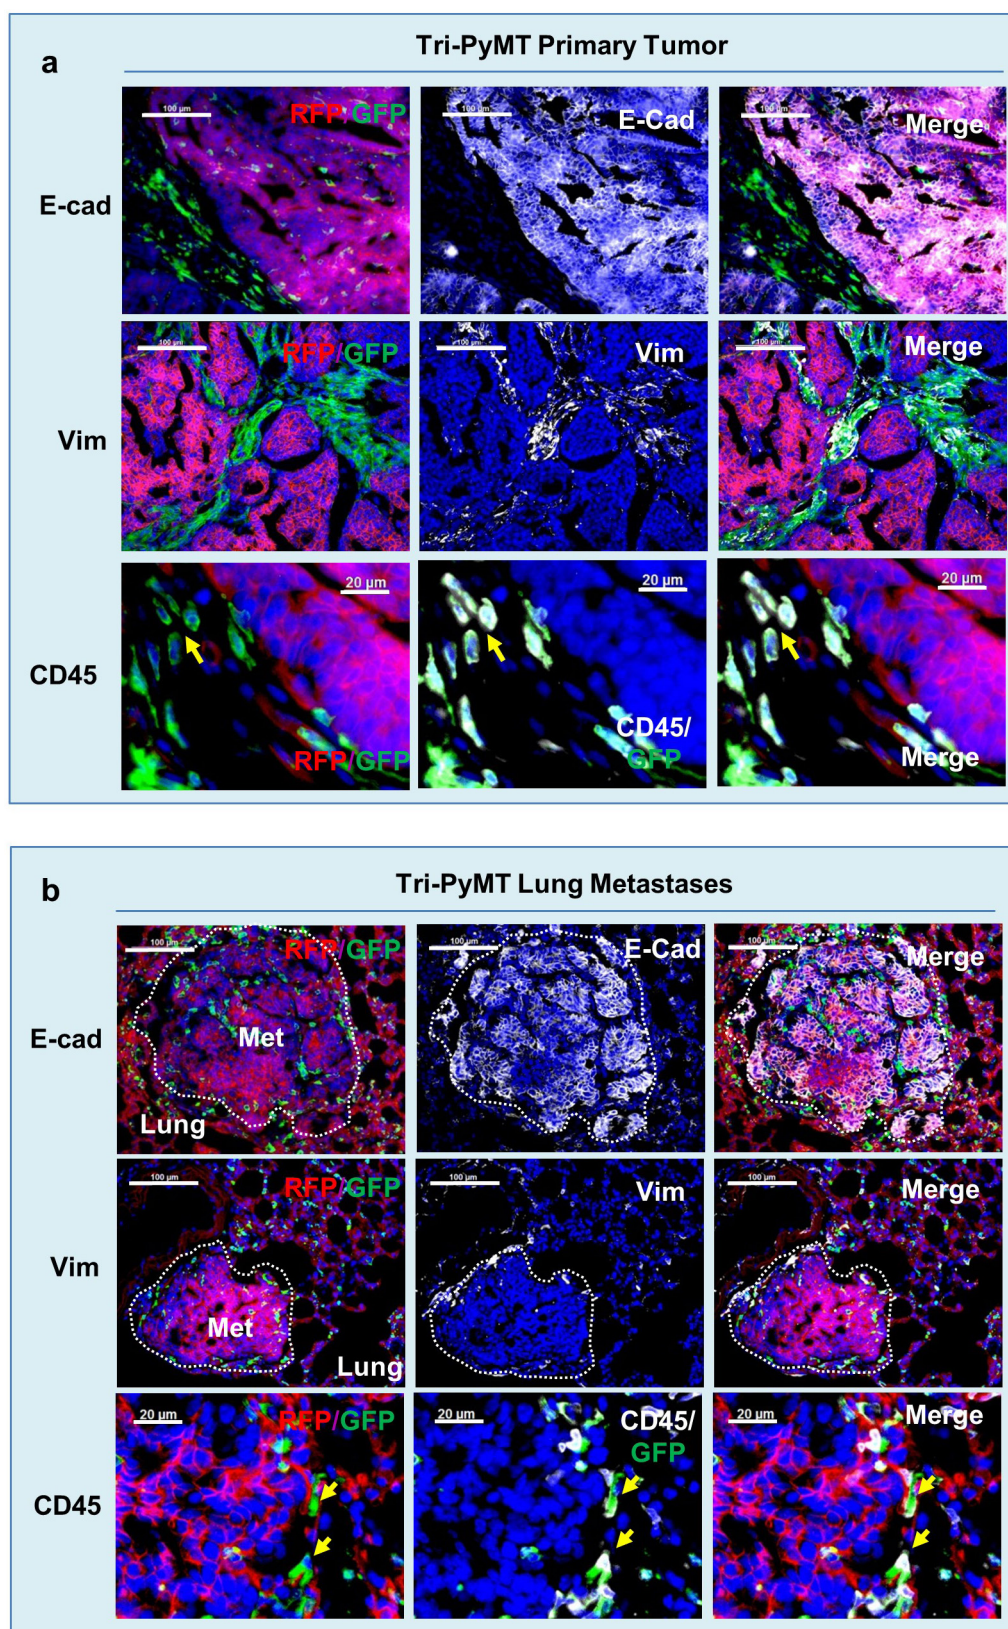 a
Tri-PyMT Primary Tumor
E-cad
100 µm
RFP/GFP
100 µm
E-Cad
100 µm
Merge
Vim
100 µm
RFP/GFP
100 µm
Vim
100 µm
Merge
CD45
20 µm
RFP/GFP
20 µm
CD45/
GFP
20 µm
Merge
b
Tri-PyMT Lung Metastases
E-cad
100 µm
RFP/GFP
Met
Lung
100 µm
E-Cad
100 µm
Merge
Vim
100 µm
RFP/GFP
Met
Lung
100 µm
Vim
100 µm
Merge
CD45
20 µm
RFP/GFP
20 µm
CD45/
GFP
20 µm
Merge